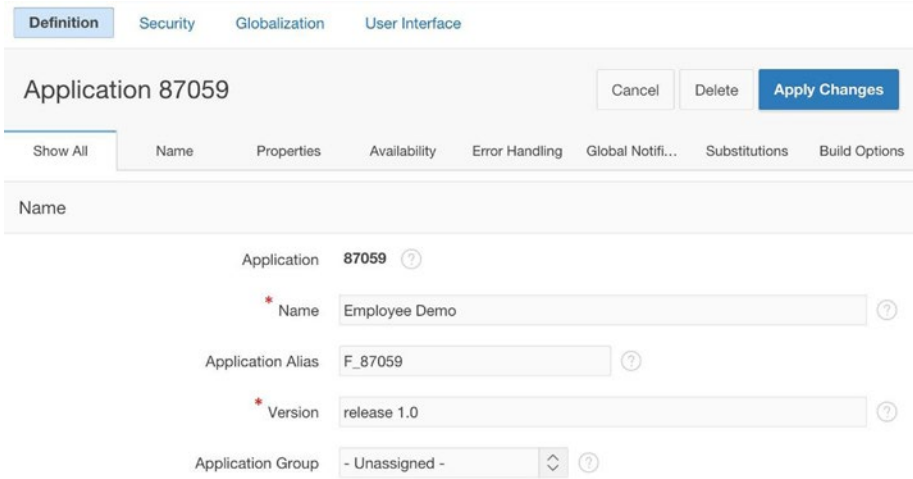 Definition Security Globalization User Interface
Application 87059 Cancel Delete Apply Changes
Show All Name Properties Availability Error Handling Global Notifi... Substitutions Build Options
Name
Application 87059 ?
* Name Employee Demo ?
Application Alias F_87059 ?
* Version release 1.0 ?
Application Group - Unassigned - ?